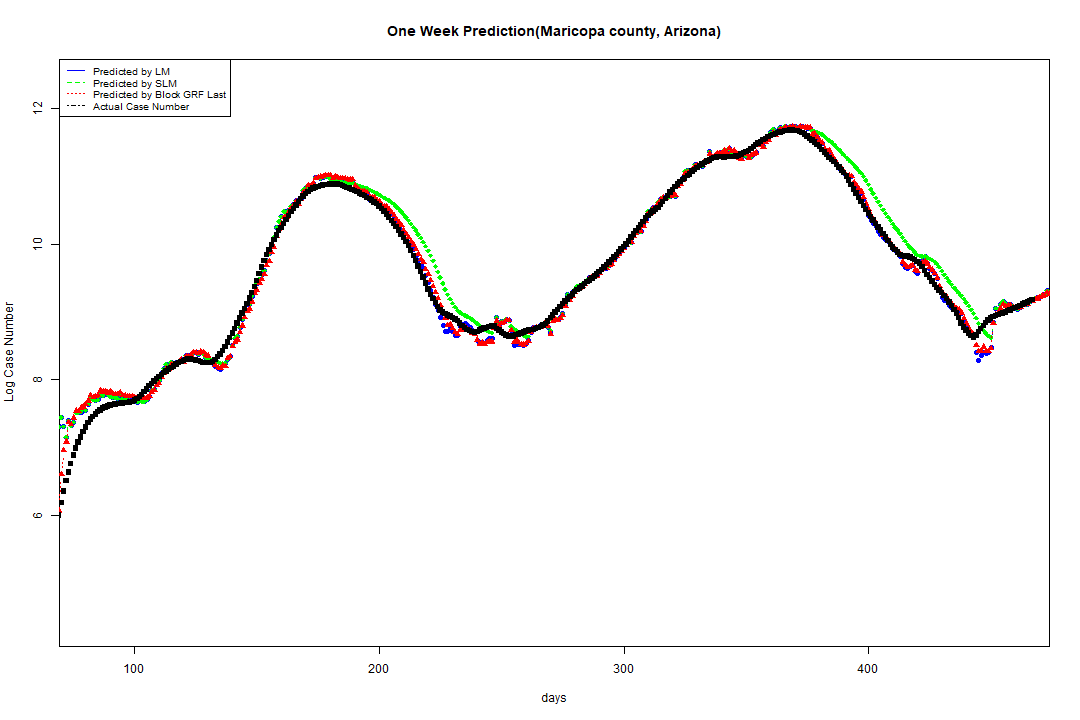 One Week Prediction(Maricopa county, Arizona)
Predicted by LM
Predicted by SLM
Predicted by Block GRF Last
Actual Case Number
12
10
8
6
Log Case Number
100 200 300 400
days